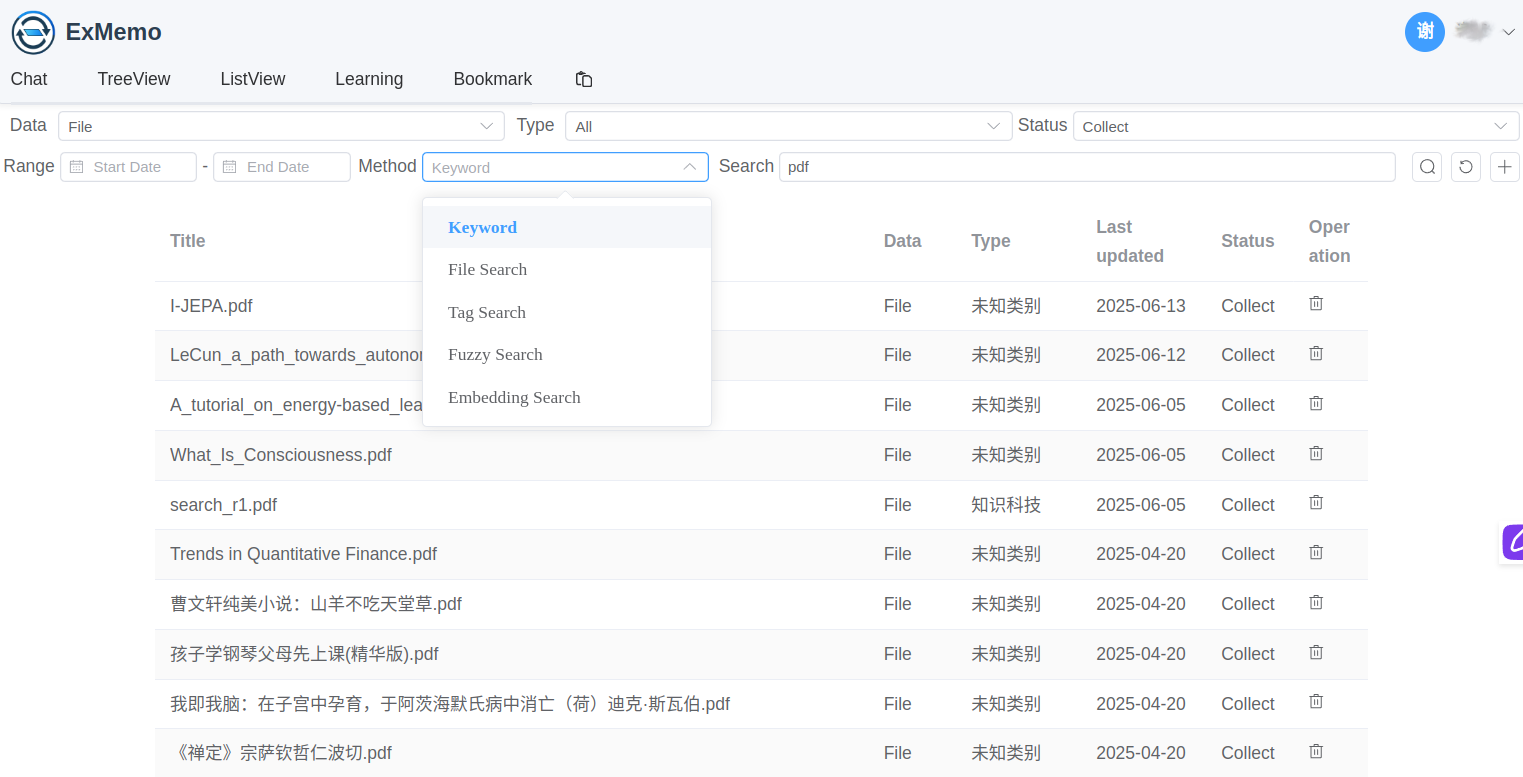 ExMemo
谢
Chat TreeView ListView Learning Bookmark
Data File Type All Status Collect
Range Start Date - End Date Method Keyword Search pdf
Keyword
File Search
Tag Search
Fuzzy Search
Embedding Search
Title Data Type Last updated Status Operation
I-JEPA.pdf File 未知类别 2025-06-13 Collect
LeCun_a_path_towards_autonor File 未知类别 2025-06-12 Collect
A_tutorial_on_energy-based_lea File 未知类别 2025-06-05 Collect
What_Is_Consciousness.pdf File 未知类别 2025-06-05 Collect
search_r1.pdf File 知识科技 2025-06-05 Collect
Trends in Quantitative Finance.pdf File 未知类别 2025-04-20 Collect
曹文轩纯美小说：山羊不吃天堂草.pdf File 未知类别 2025-04-20 Collect
孩子学钢琴父母先上课(精华版).pdf File 未知类别 2025-04-20 Collect
我即我脑：在子宫中孕育，于阿茨海默氏病中消亡（荷）迪克·斯瓦伯.pdf File 未知类别 2025-04-20 Collect
《禅定》宗萨钦哲仁波切.pdf File 未知类别 2025-04-20 Collect